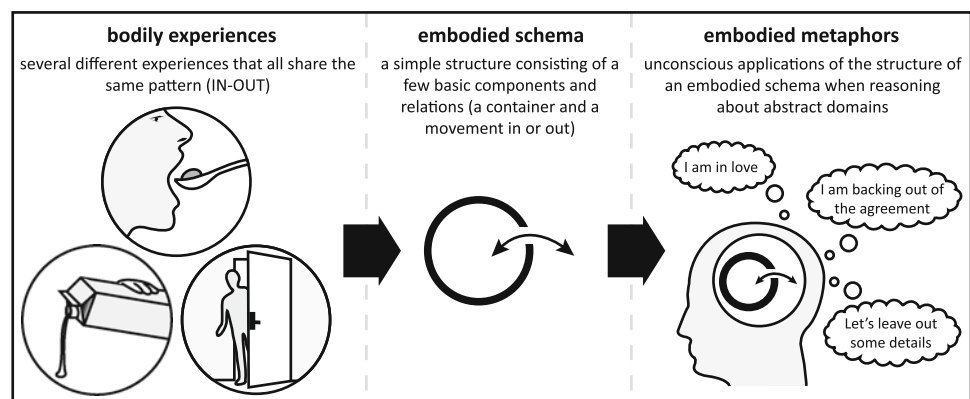 bodily experiences
several different experiences that all share the
same pattern (IN-OUT)
embodied schema
a simple structure consisting of a
few basic components and
relations (a container and a
movement in or out)
embodied metaphors
unconscious applications of the structure of
an embodied schema when reasoning
about abstract domains
I am in love
I am backing out of
the agreement
Let's leave out
some details